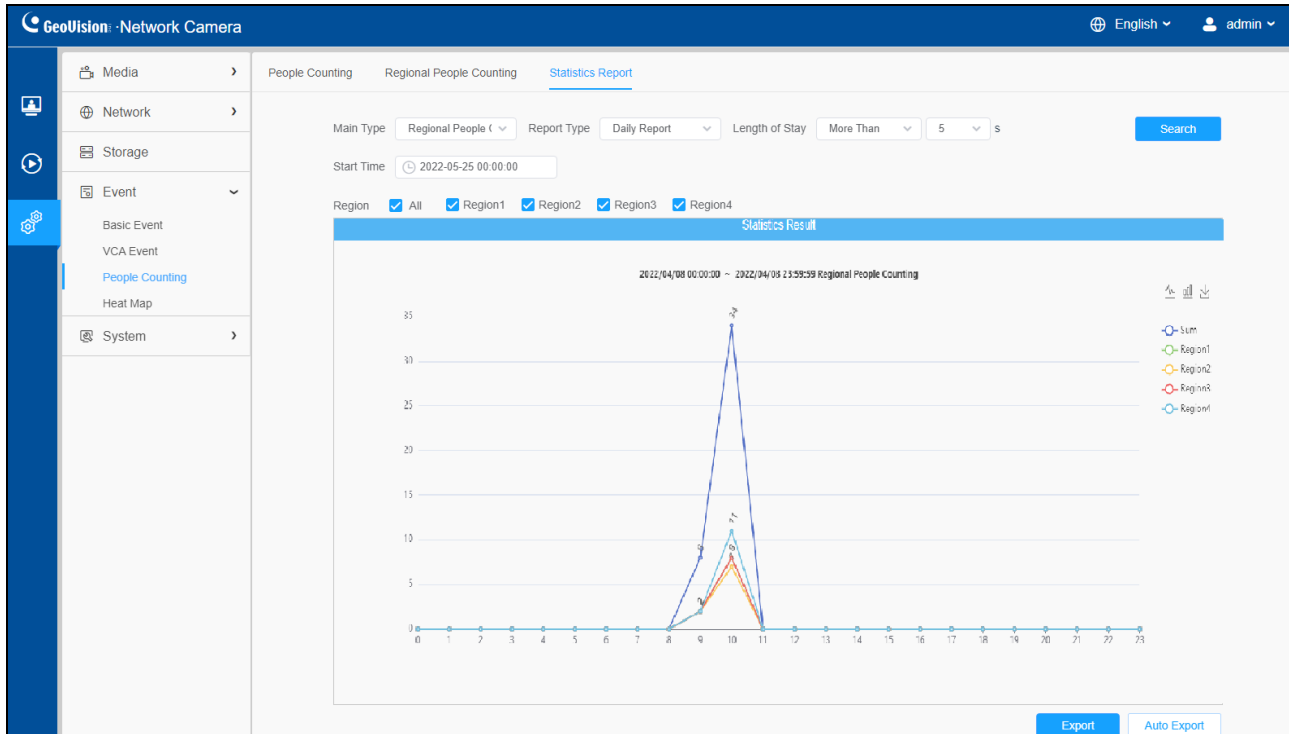 GeoVision: ·Network Camera
English
admin
Media
Network
Storage
Event
Basic Event
VCA Event
People Counting
Heat Map
System
People Counting Regional People Counting Statistics Report
Main Type Regional People ( Report Type Daily Report Length of Stay More Than 5 s Search
Start Time 2022-05-25 00:00:00
Region All Region1 Region2 Region3 Region4
Statistics Result
2022/04/08 00:00:00 ~ 2022/04/08 23:59:59 Regional People Counting
Sum
Region1
Region2
Region3
Region4
35
30
25
20
15
10
5
0
34
11
8
8
2
0 1 2 3 4 5 6 7 8 9 10 11 12 13 14 15 16 17 18 19 20 21 22 23
Export Auto Export